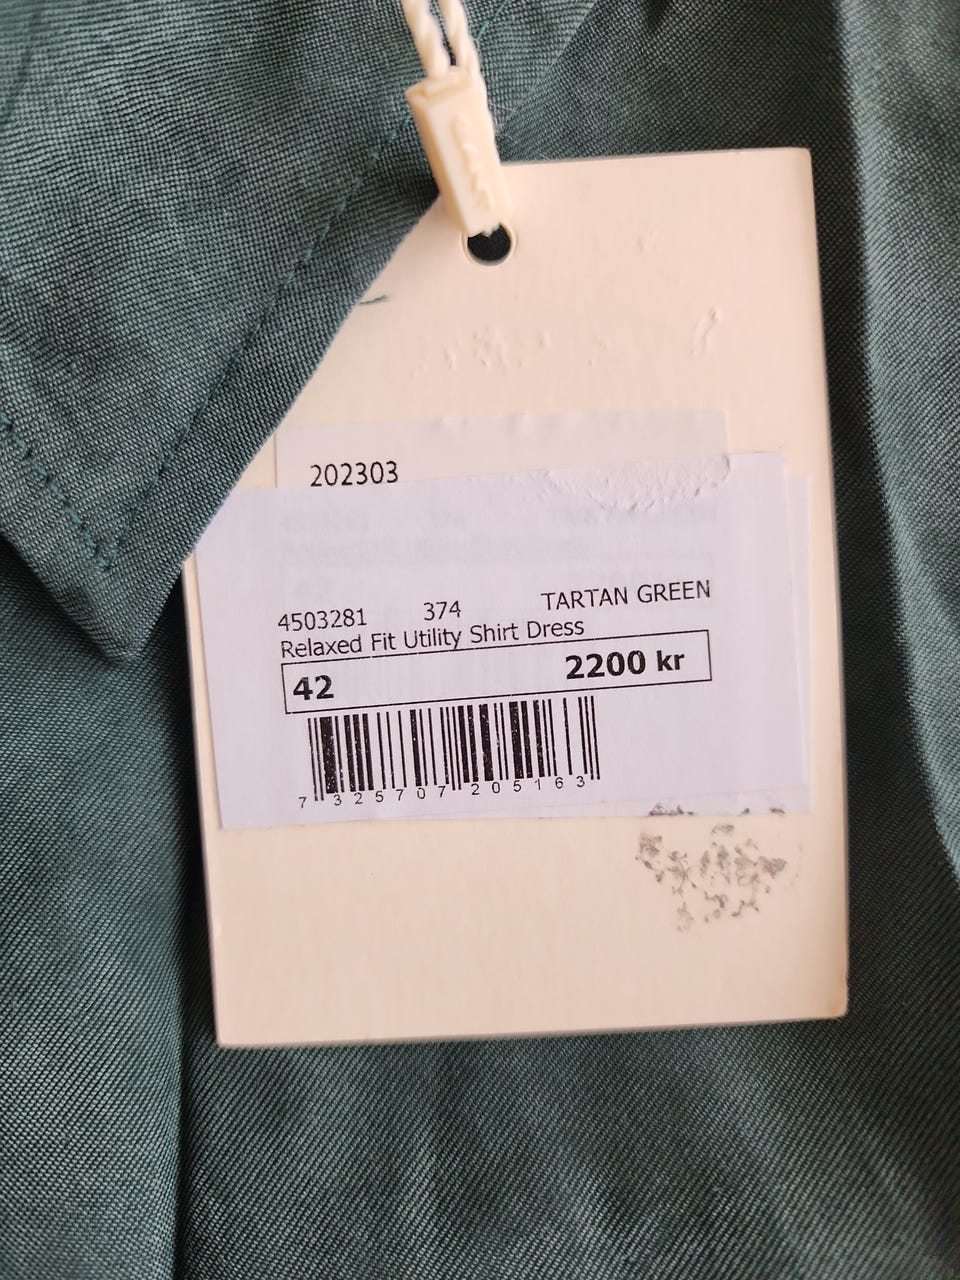 202303
4503281 374 TARTAN GREEN
Relaxed Fit Utility Shirt Dress
42 2200 kr
7 325707 205163